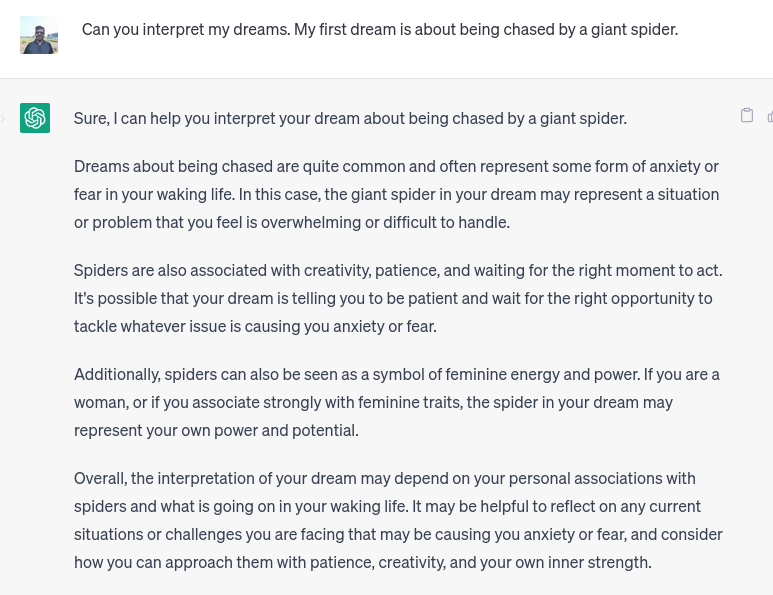 Can you interpret my dreams. My first dream is about being chased by a giant spider.
Sure, I can help you interpret your dream about being chased by a giant spider.
Dreams about being chased are quite common and often represent some form of anxiety or
fear in your waking life. In this case, the giant spider in your dream may represent a situation
or problem that you feel is overwhelming or difficult to handle.
Spiders are also associated with creativity, patience, and waiting for the right moment to act.
It's possible that your dream is telling you to be patient and wait for the right opportunity to
tackle whatever issue is causing you anxiety or fear.
Additionally, spiders can also be seen as a symbol of feminine energy and power. If you are a
woman, or if you associate strongly with feminine traits, the spider in your dream may
represent your own power and potential.
Overall, the interpretation of your dream may depend on your personal associations with
spiders and what is going on in your waking life. It may be helpful to reflect on any current
situations or challenges you are facing that may be causing you anxiety or fear, and consider
how you can approach them with patience, creativity, and your own inner strength.